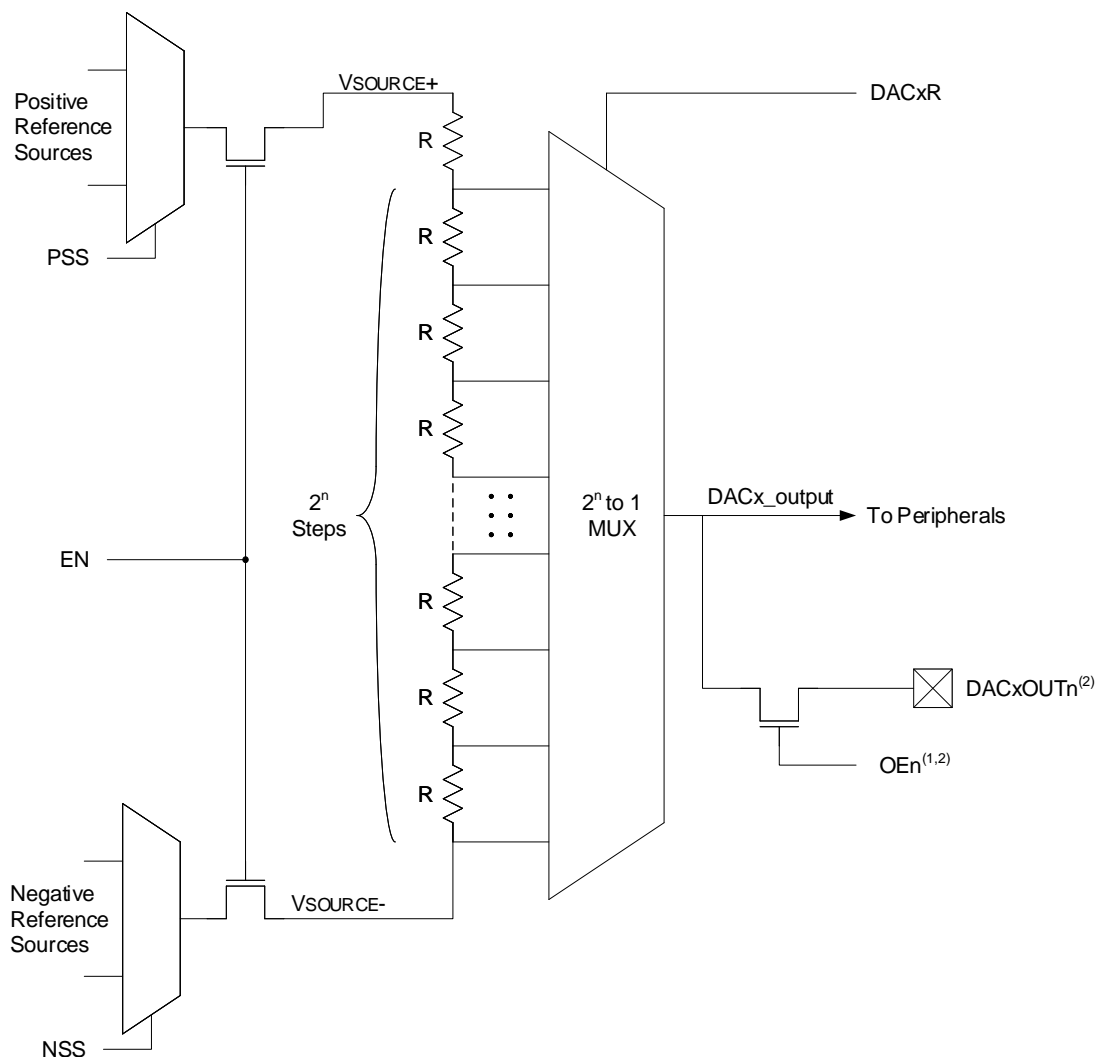 Positive
Reference
Sources
PSS
VSOURCE+
DACxR
R
R
R
R
2ⁿ
Steps
2ⁿ to 1
MUX
DACx_output
To Peripherals
EN
R
R
R
DACxOUTn⁽²⁾
OEn⁽¹,²⁾
Negative
Reference
Sources
VSOURCE-
NSS